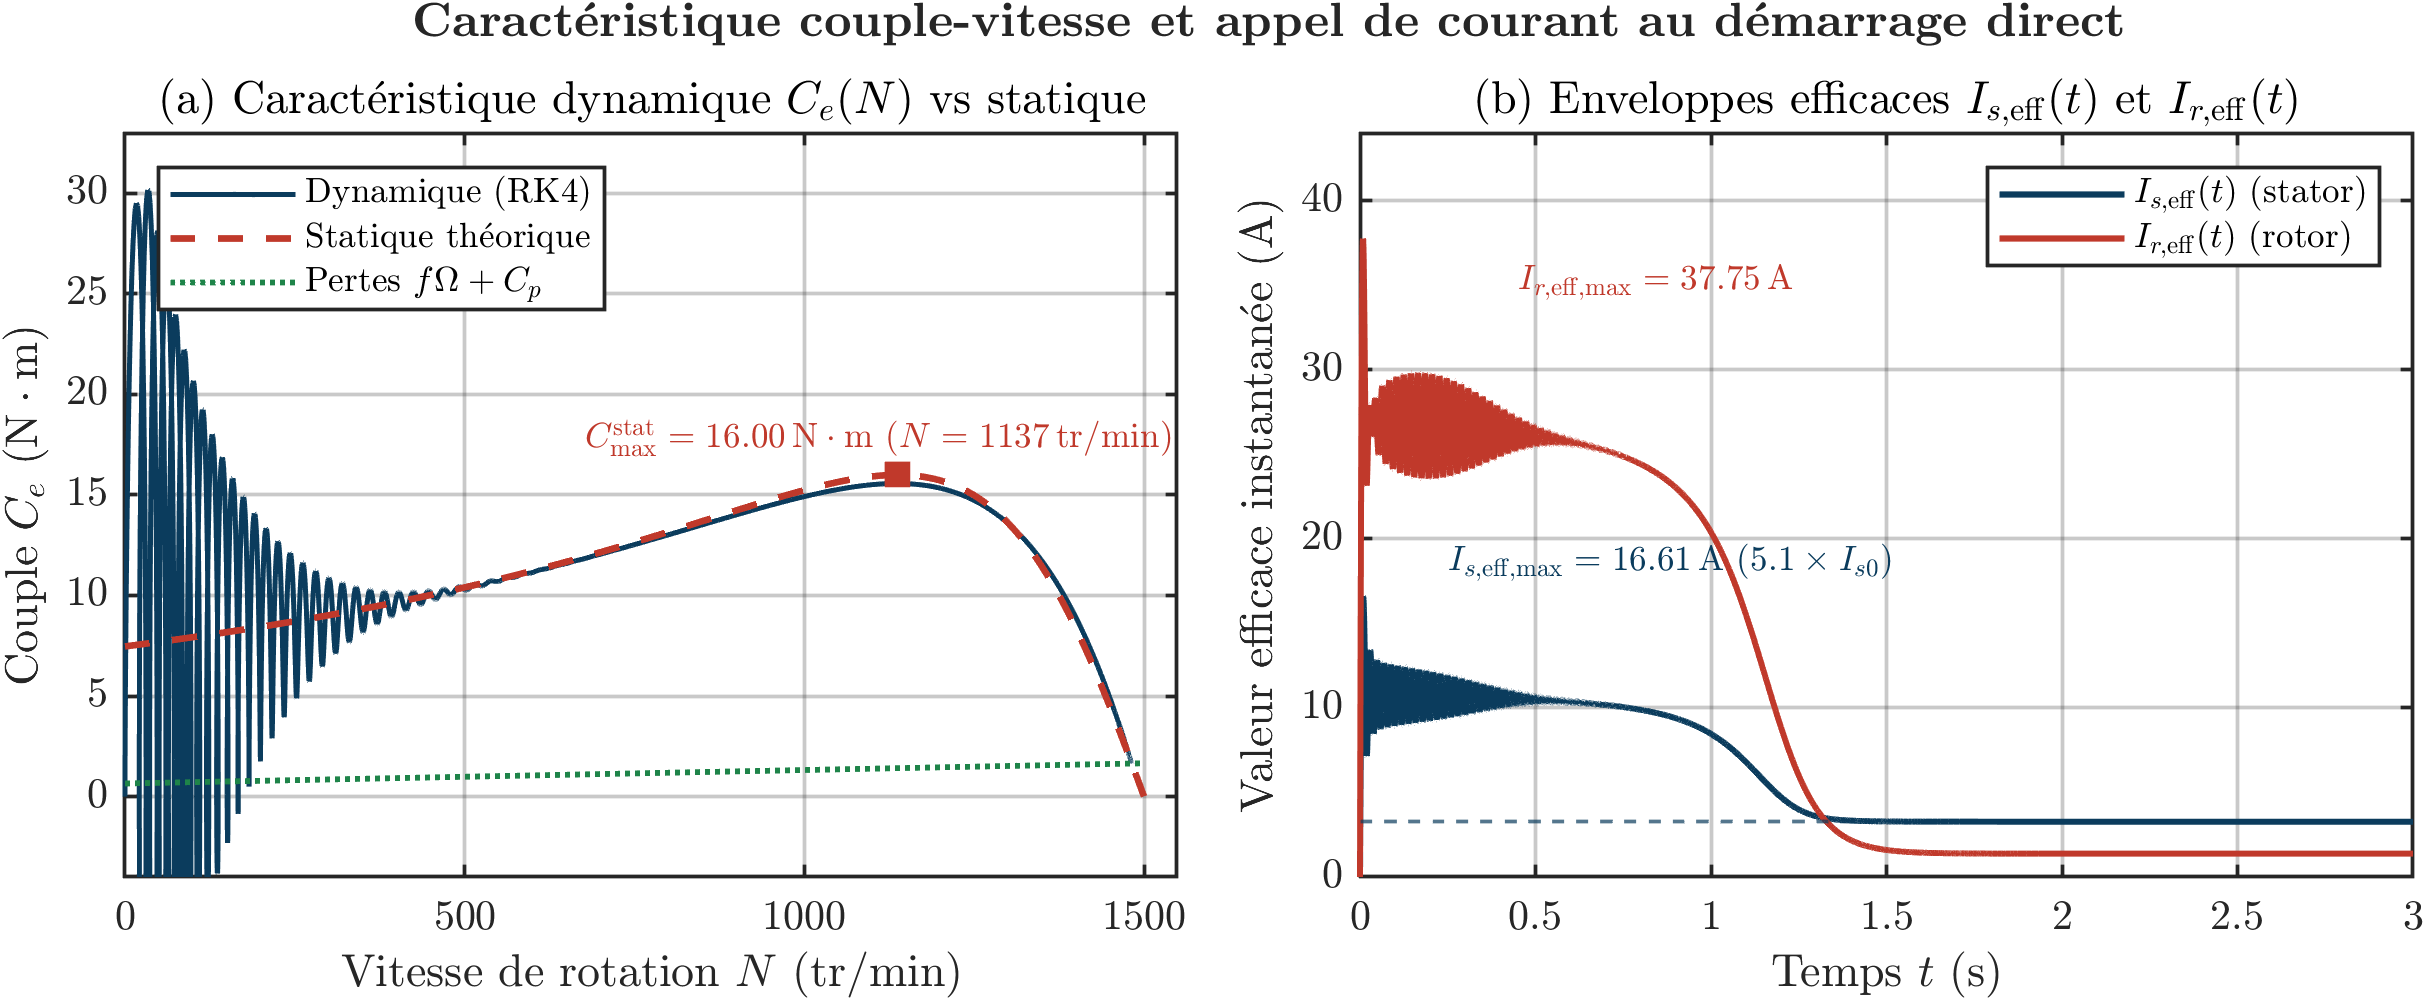 Caractéristique couple-vitesse et appel de courant au démarrage direct
(a) Caractéristique dynamique C_e(N) vs statique
Dynamique (RK4)
Statique théorique
Pertes fΩ + C_p
C_max^stat = 16.00 N · m (N = 1137 tr/min)
30
25
20
15
10
5
0
Couple C_e (N · m)
0 500 1000 1500
Vitesse de rotation N (tr/min)
(b) Enveloppes efficaces I_s,eff(t) et I_r,eff(t)
I_s,eff(t) (stator)
I_r,eff(t) (rotor)
I_r,eff,max = 37.75 A
I_s,eff,max = 16.61 A (5.1 × I_s0)
40
30
20
10
0
Valeur efficace instantanée (A)
0 0.5 1 1.5 2 2.5 3
Temps t (s)